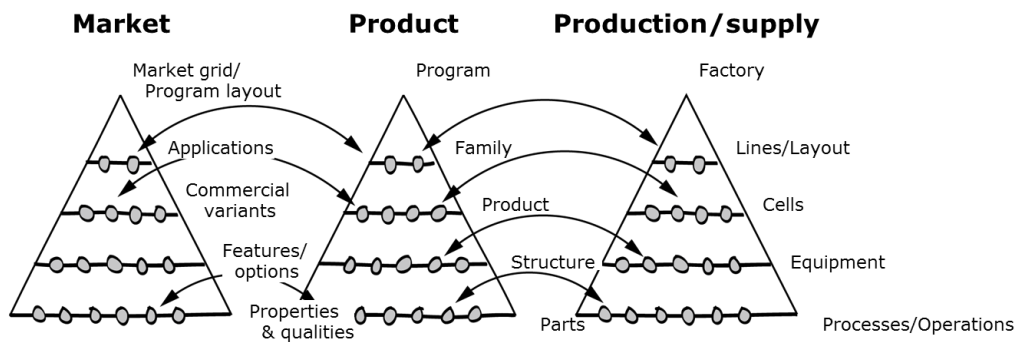 Market
Product
Production/supply
Market grid/
Program layout
Program
Factory
Applications
Family
Lines/Layout
Commercial
variants
Product
Cells
Features/
options
Structure
Equipment
Properties
& qualities
Parts
Processes/Operations